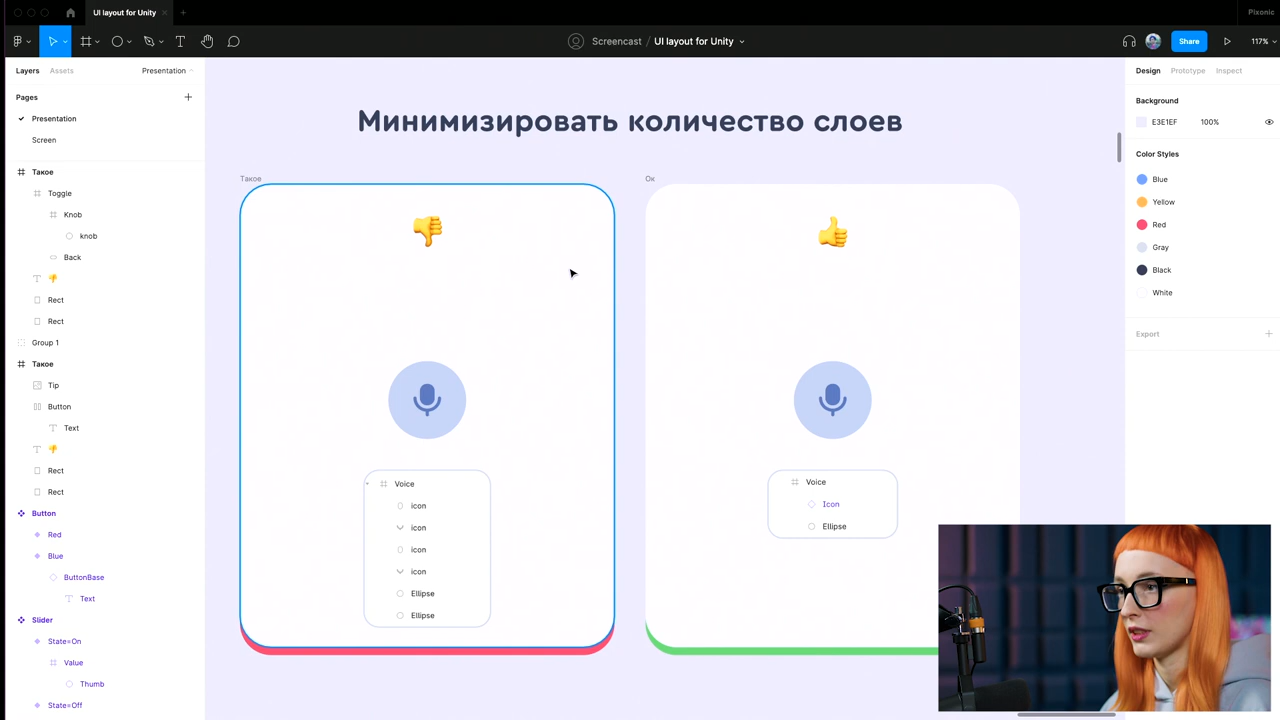 UI layout for Unity
Pixonic
Screencast / UI layout for Unity
Share
117%
Layers
Assets
Presentation
Pages
Presentation
Screen
Такое
Toggle
Knob
knob
Back
Rect
Rect
Group 1
Такое
Tip
Button
Text
Rect
Rect
Button
Red
Blue
ButtonBase
Text
Slider
State=On
Value
Thumb
State=Off
Минимизировать количество слоев
Такое
Voice
icon
icon
icon
icon
Ellipse
Ellipse
Ок
Voice
Icon
Ellipse
Design
Prototype
Inspect
Background
E3E1EF
100%
Color Styles
Blue
Yellow
Red
Gray
Black
White
Export